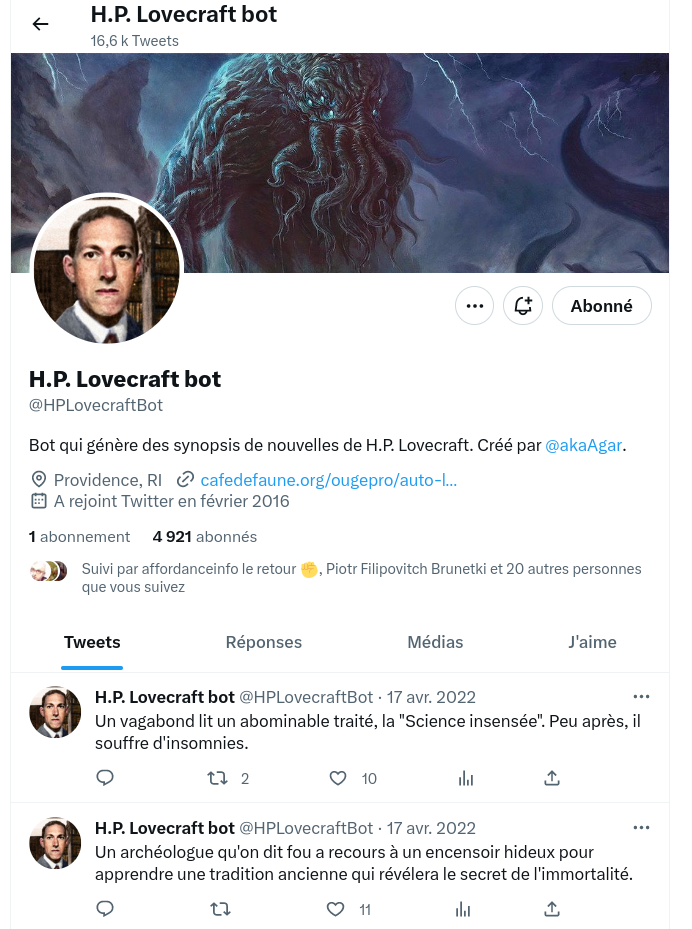 H.P. Lovecraft bot
16,6 k Tweets
Abonné
H.P. Lovecraft bot
@HPLovecraftBot
Bot qui génère des synopsis de nouvelles de H.P. Lovecraft. Créé par @akaAgar.
Providence, RI cafedefaune.org/ougepro/auto-l...
A rejoint Twitter en février 2016
1 abonnement 4 921 abonnés
Suivi par affordanceinfo le retour ✊, Piotr Filipovitch Brunetki et 20 autres personnes
que vous suivez
Tweets Réponses Médias J'aime
H.P. Lovecraft bot @HPLovecraftBot · 17 avr. 2022
Un vagabond lit un abominable traité, la "Science insensée". Peu après, il
souffre d'insomnies.
2 10
H.P. Lovecraft bot @HPLovecraftBot · 17 avr. 2022
Un archéologue qu'on dit fou a recours à un encensoir hideux pour
apprendre une tradition ancienne qui révélera le secret de l'immortalité.
11